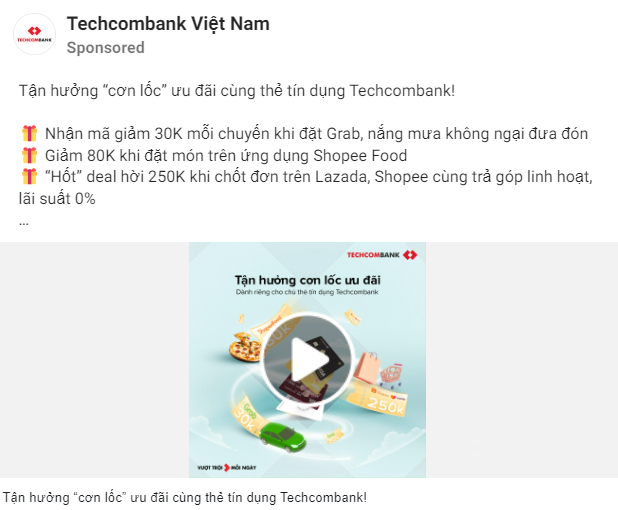 TECHCOMBANK
Techcombank Việt Nam
Sponsored
Tận hưởng “cơn lốc” ưu đãi cùng thẻ tín dụng Techcombank!
Nhận mã giảm 30K mỗi chuyến khi đặt Grab, nắng mưa không ngại đưa đón
Giảm 80K khi đặt món trên ứng dụng Shopee Food
“Hốt” deal hời 250K khi chốt đơn trên Lazada, Shopee cùng trả góp linh hoạt,
lãi suất 0%
...
TECHCOMBANK
Tận hưởng cơn lốc ưu đãi
Dành riêng cho chủ thẻ tín dụng Techcombank
250K
Grab
30K
VƯỢT TRỘI MỖI NGÀY
Tận hưởng “cơn lốc” ưu đãi cùng thẻ tín dụng Techcombank!